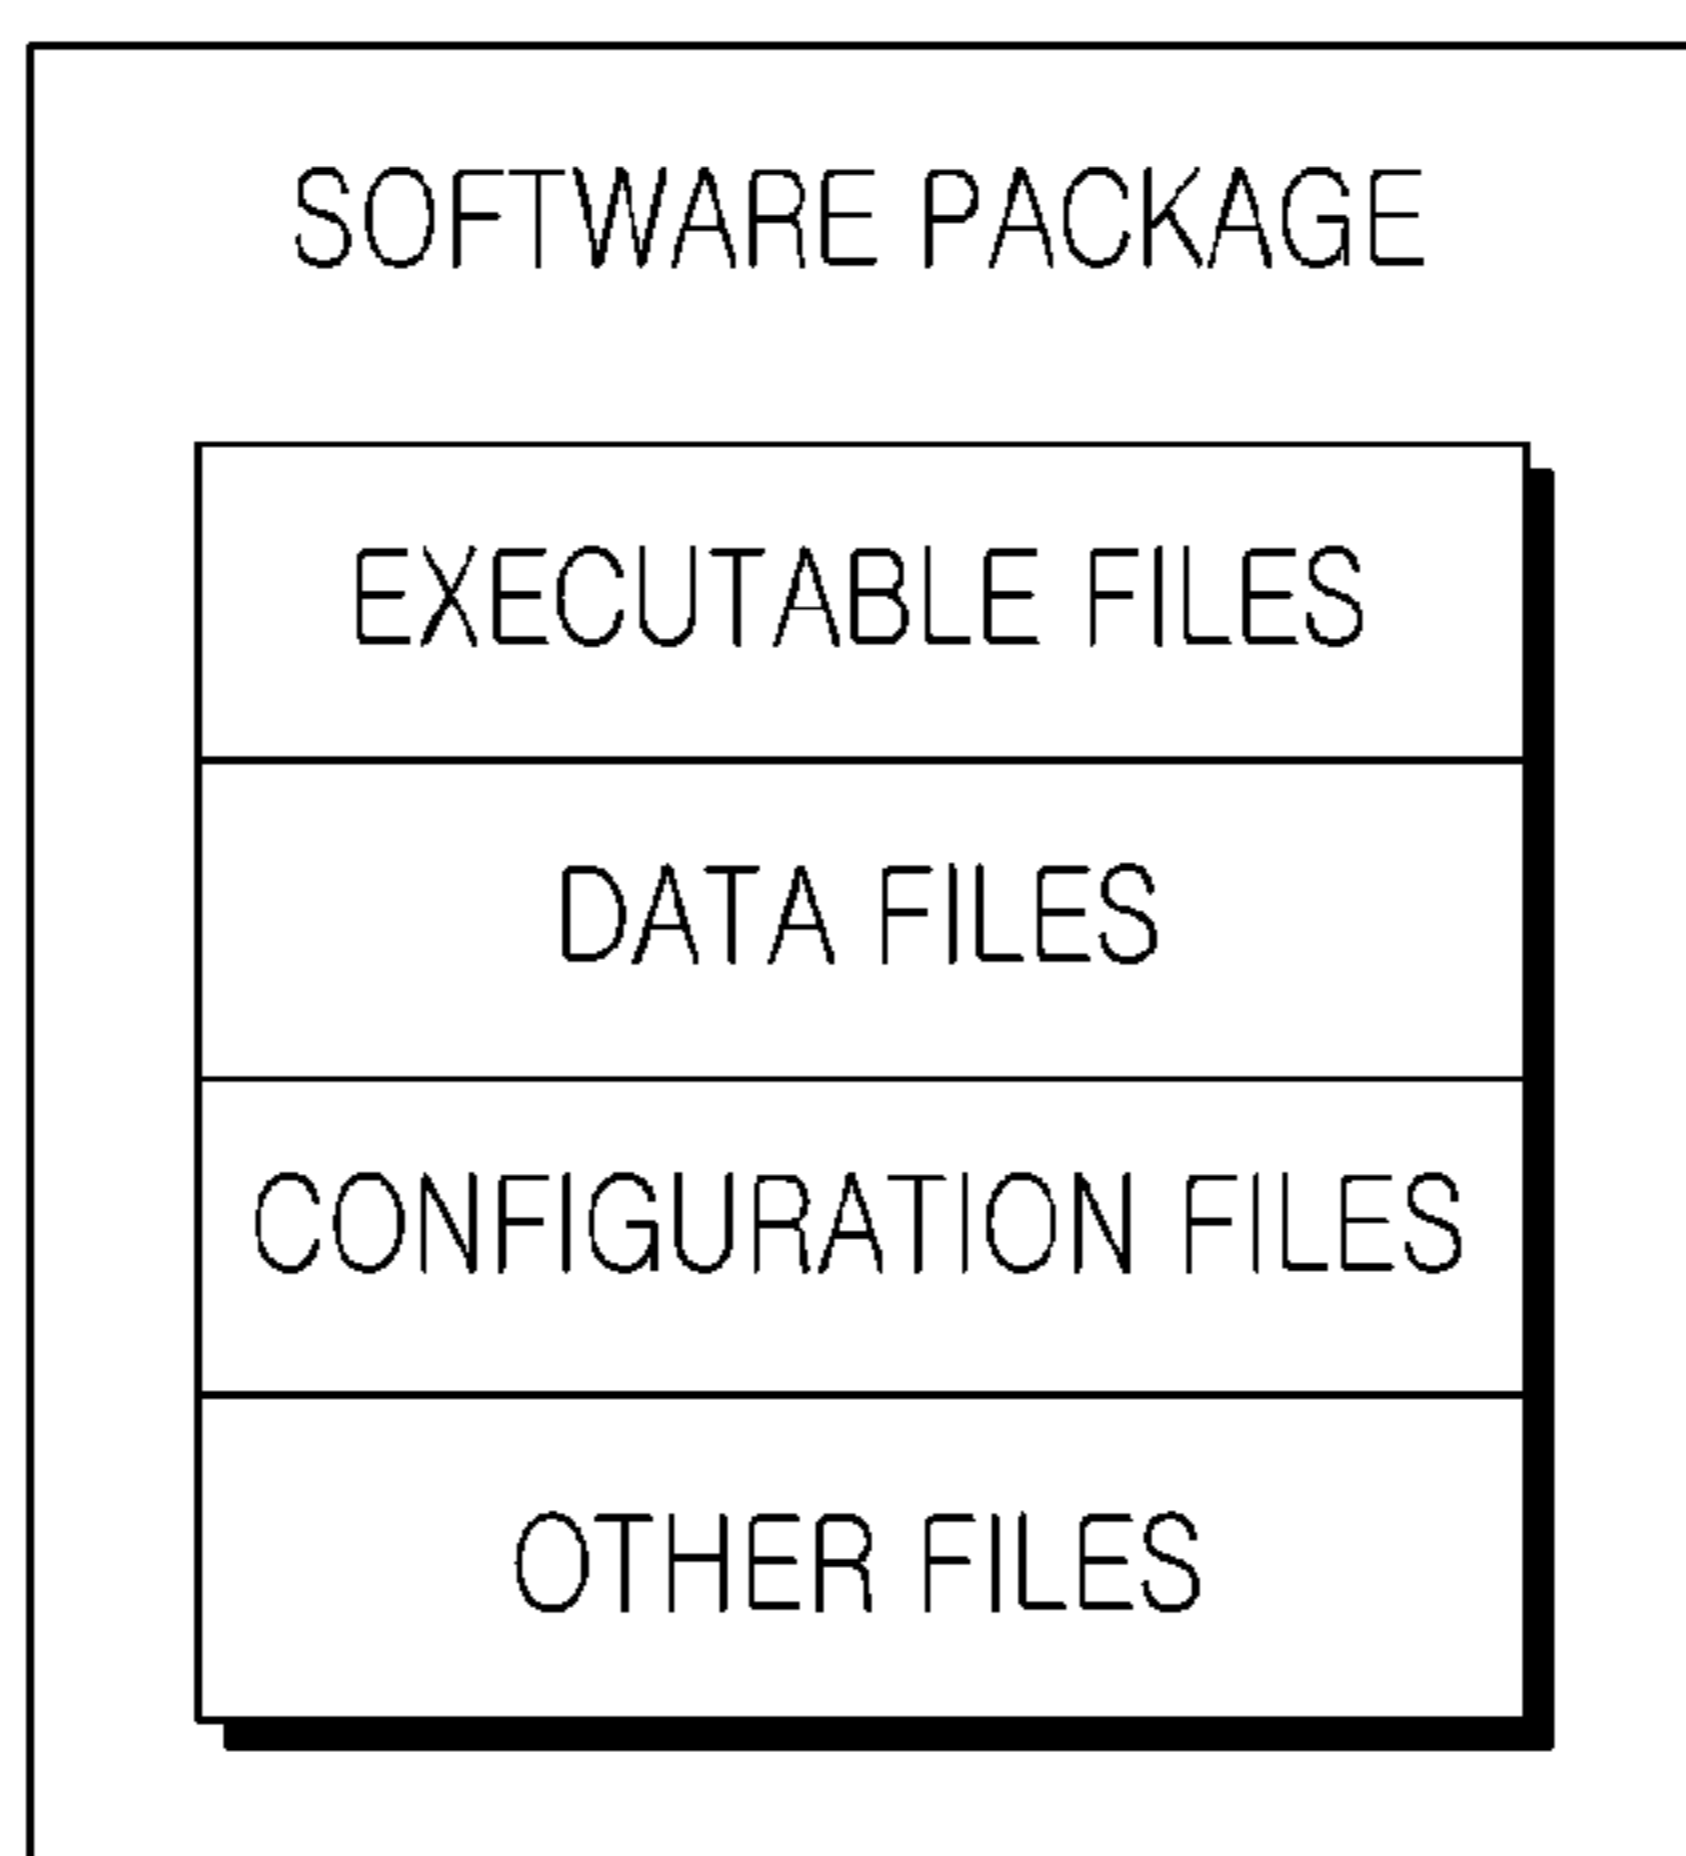 SOFTWARE PACKAGE
EXECUTABLE FILES
DATA FILES
CONFIGURATION FILES
OTHER FILES